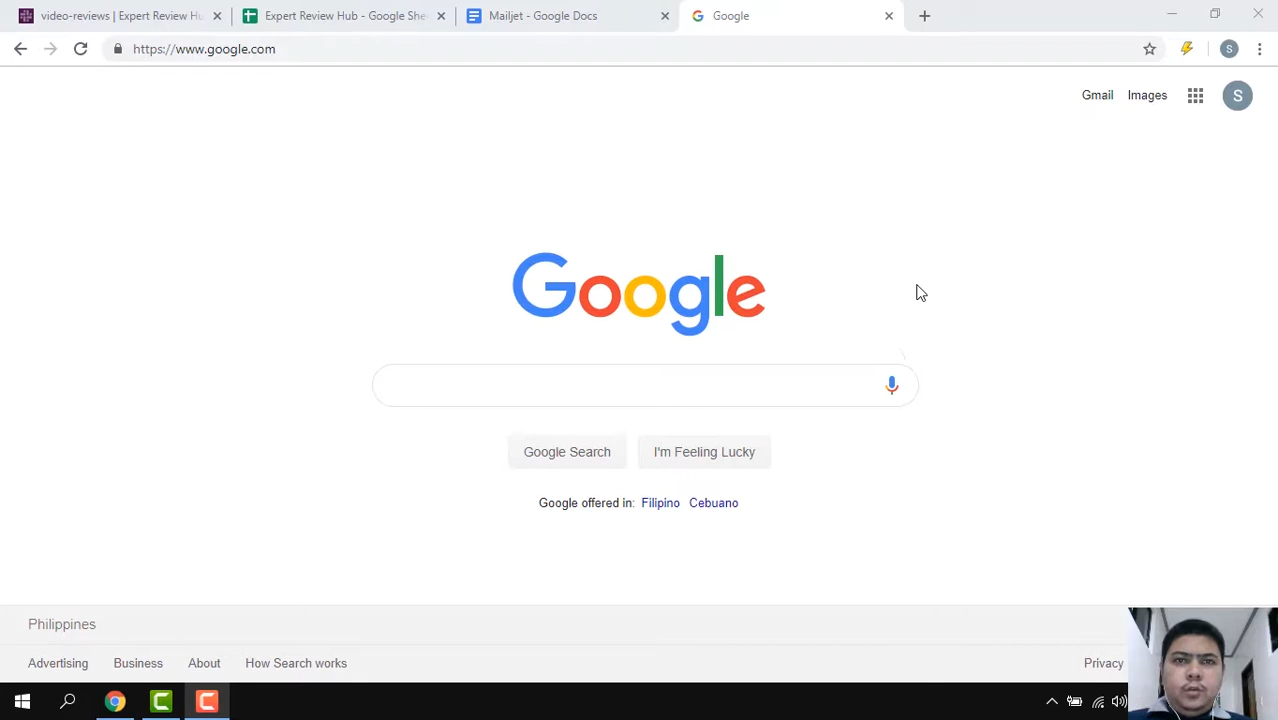 video-reviews | Expert Review Hu
Expert Review Hub - Google She
Mailjet - Google Docs
Google
https://www.google.com
S
Gmail
Images
S
Google
Google Search
I'm Feeling Lucky
Google offered in: Filipino Cebuano
Philippines
Advertising
Business
About
How Search works
Privacy